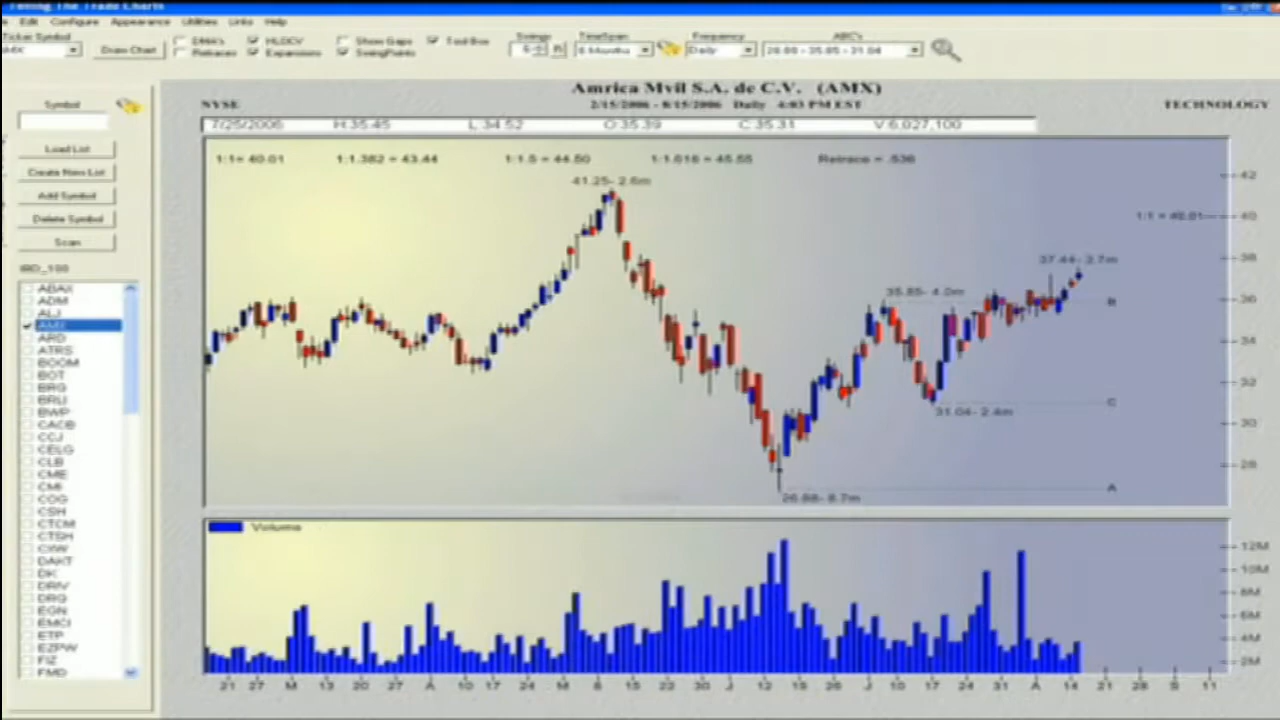 Timing The Trade Charts
Edit Configure Appearance Utilities Links Help
Ticker Symbol
AMX
Draw Chart
DMA's HLOCV Show Gaps Tool Box
Retraces Expansions SwingPoints
Swings TimeSpan Frequency ABC's
6 Months Daily 26.88 - 35.85 - 31.04
Amrica Mvil S.A. de C.V. (AMX)
NYSE 2/15/2006 - 8/15/2006 Daily 4:03 PM EST TECHNOLOGY
7/25/2006 H:35.45 L:34.52 O:35.39 C:35.31 V:6,027,100
1:1= 40.01 1:1.382 = 43.44 1:1.5 = 44.50 1:1.618 = 45.55 Retrace = .536
Symbol
Load List
Create New List
Add Symbol
Delete Symbol
Scan
IBD_100
ABAX
ADM
ALJ
AMX
ARD
ATRS
BOOM
BOT
BRG
BRLI
BWP
CACB
CCJ
CELG
CLB
CME
CMI
COG
CSH
CTCM
CTSH
CXW
DAKT
DK
DRIV
DRQ
EGN
EMCI
ETP
EZPW
FIZ
FMD
41.25- 2.6m
42
1:1 = 40.01 40
37.44- 2.7m 38
35.85- 4.0m B 36
34
32
31.04- 2.4m C
30
28
26.88- 8.7m A
Volume
12M
10M
8M
6M
4M
2M
21 27 M 13 20 27 A 10 17 24 M 8 15 22 30 J 12 19 26 J 10 17 24 31 A 14 21 28 S 11